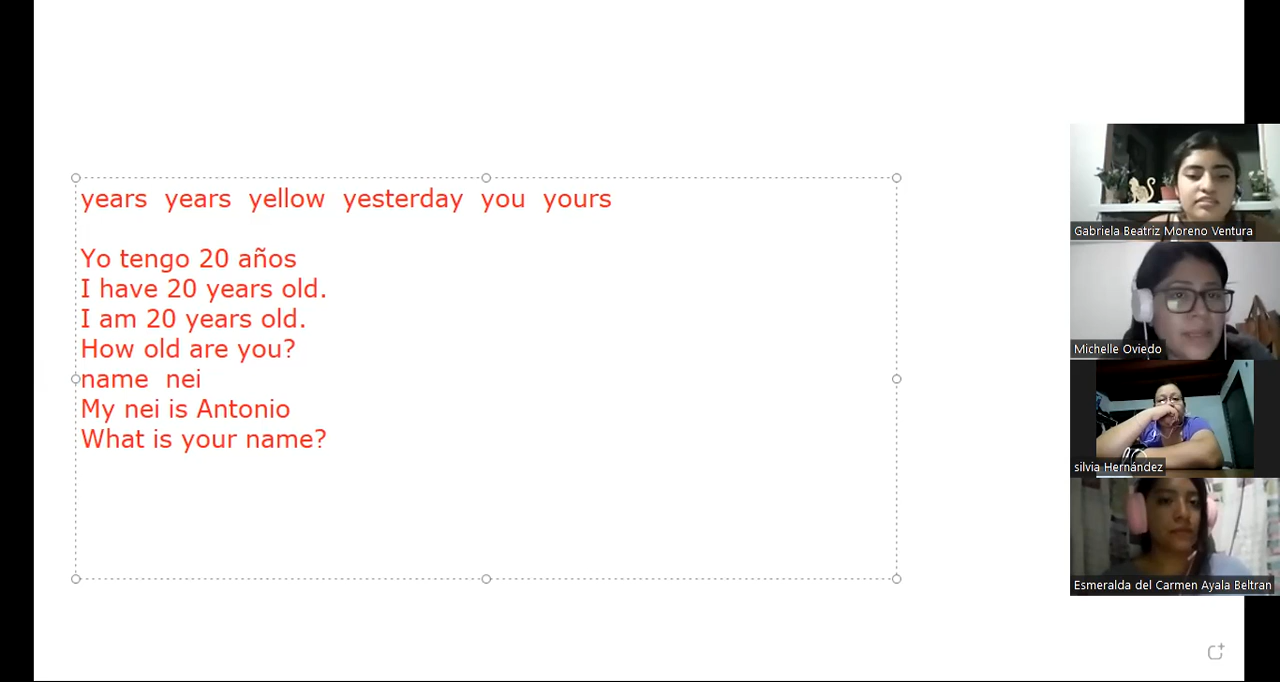 years years yellow yesterday you yours
Yo tengo 20 años
I have 20 years old.
I am 20 years old.
How old are you?
name nei
My nei is Antonio
What is your name?
Gabriela Beatriz Moreno Ventura
Michelle Oviedo
silvia Hernández
Esmeralda del Carmen Ayala Beltran